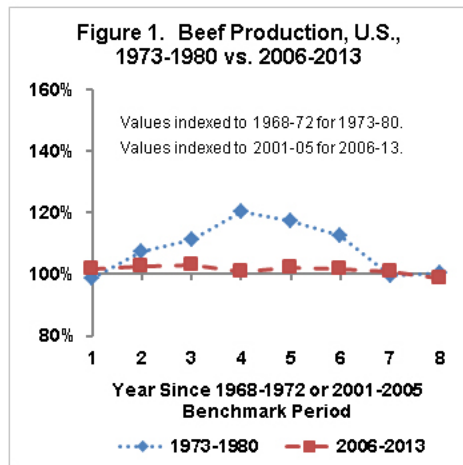 Figure 1. Beef Production, U.S.,
1973-1980 vs. 2006-2013
160%
Values indexed to 1968-72 for 1973-80.
140%
Values indexed to 2001-05 for 2006-13.
120%
100%
80%
1 2 3 4 5 6 7 8
Year Since 1968-1972 or 2001-2005
Benchmark Period
1973-1980 2006-2013